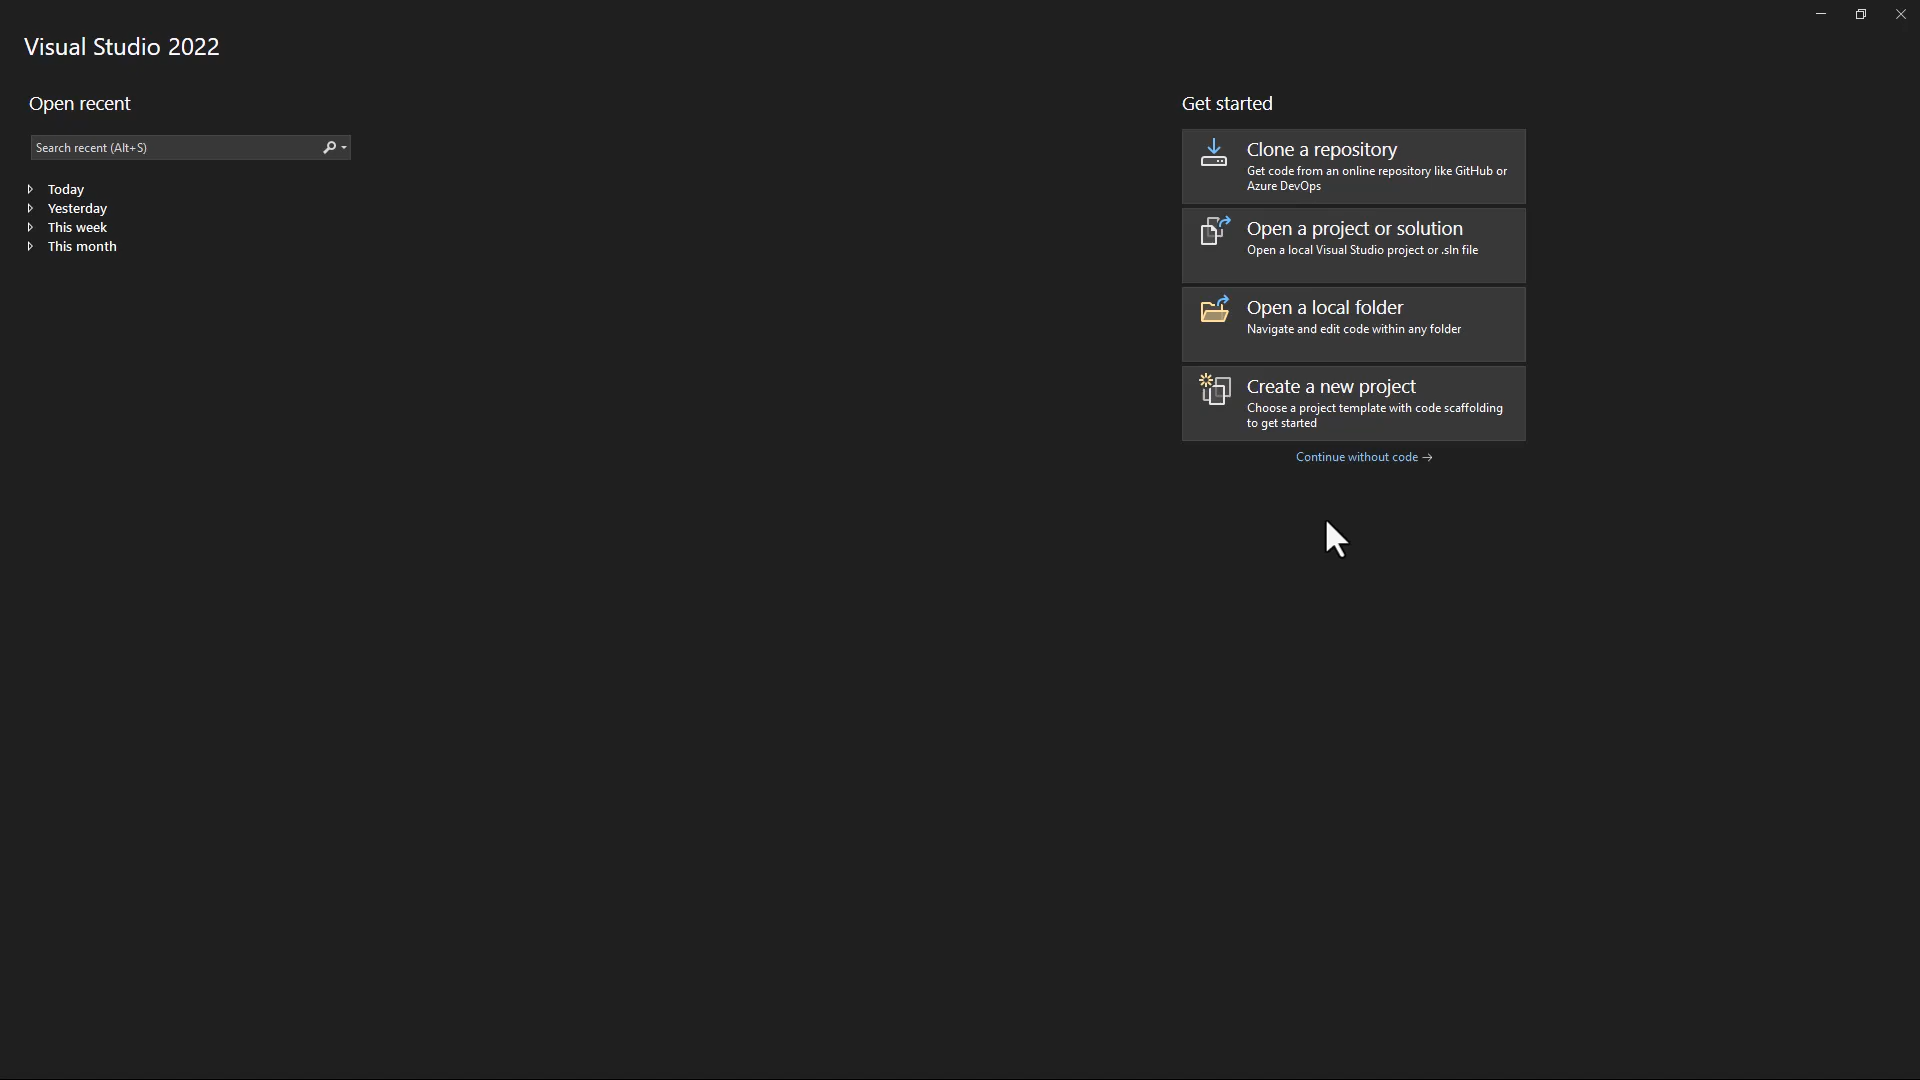 Visual Studio 2022
Open recent
Search recent (Alt+S)
Today
Yesterday
This week
This month
Get started
Clone a repository
Get code from an online repository like GitHub or
Azure DevOps
Open a project or solution
Open a local Visual Studio project or .sln file
Open a local folder
Navigate and edit code within any folder
Create a new project
Choose a project template with code scaffolding
to get started
Continue without code →